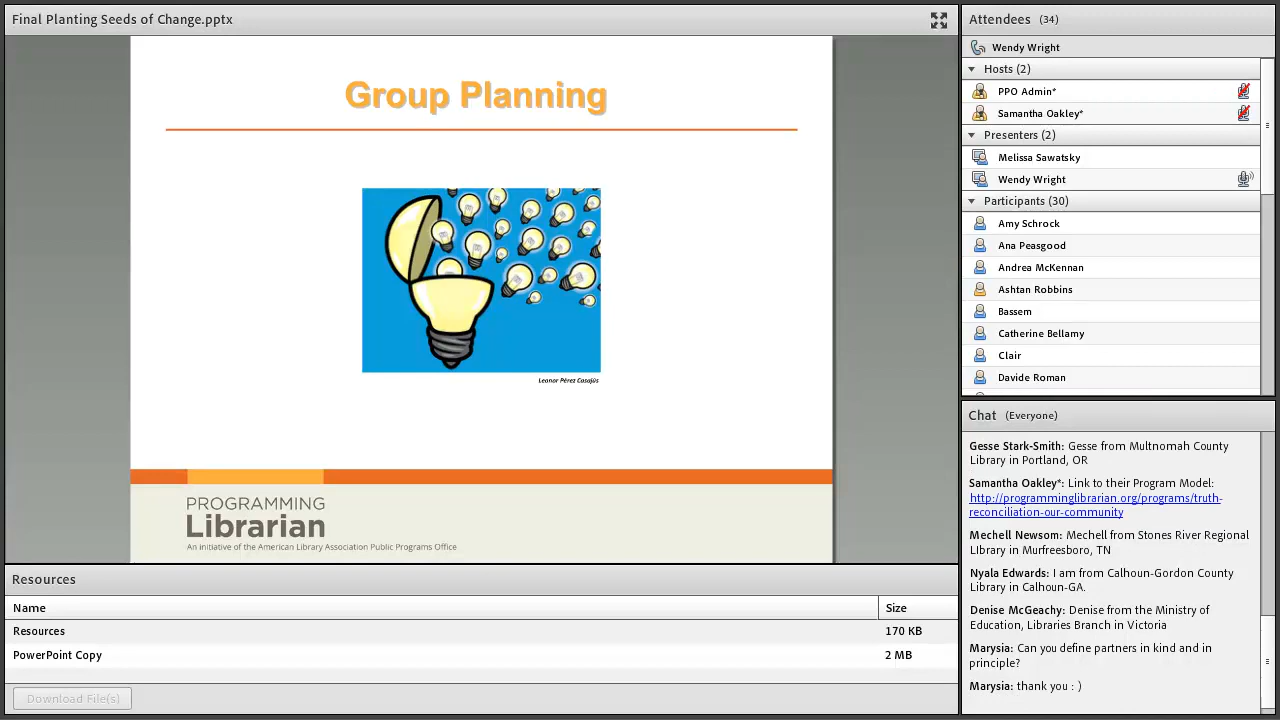 Final Planting Seeds of Change.pptx
Group Planning
Leonor Pérez Casajús
PROGRAMMING
Librarian
An initiative of the American Library Association Public Programs Office
Resources
Name Size
Resources 170 KB
PowerPoint Copy 2 MB
Download File(s)
Attendees (34)
Wendy Wright
Hosts (2)
PPO Admin*
Samantha Oakley*
Presenters (2)
Melissa Sawatsky
Wendy Wright
Participants (30)
Amy Schrock
Ana Peasgood
Andrea McKennan
Ashtan Robbins
Bassem
Catherine Bellamy
Clair
Davide Roman
Chat (Everyone)
Gesse Stark-Smith: Gesse from Multnomah County
Library in Portland, OR
Samantha Oakley*: Link to their Program Model:
http://programminglibrarian.org/programs/truth-
reconciliation-our-community
Mechell Newsom: Mechell from Stones River Regional
LIbrary in Murfreesboro, TN
Nyala Edwards: I am from Calhoun-Gordon County
Library in Calhoun-GA.
Denise McGeachy: Denise from the Ministry of
Education, Libraries Branch in Victoria
Marysia: Can you define partners in kind and in
principle?
Marysia: thank you : )